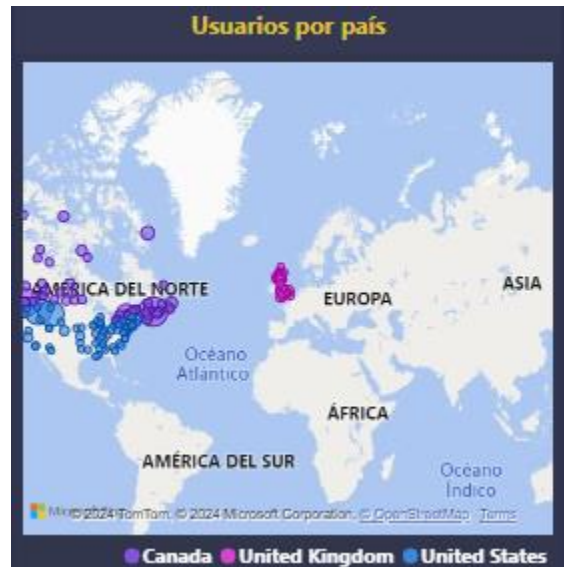 Usuarios por país
AMÉRICA DEL NORTE
EUROPA
ASIA
Océano
Atlántico
ÁFRICA
AMÉRICA DEL SUR
Océano
Índico
© 2024 TomTom, © 2024 Microsoft Corporation, © OpenStreetMap Terms
Canada United Kingdom United States